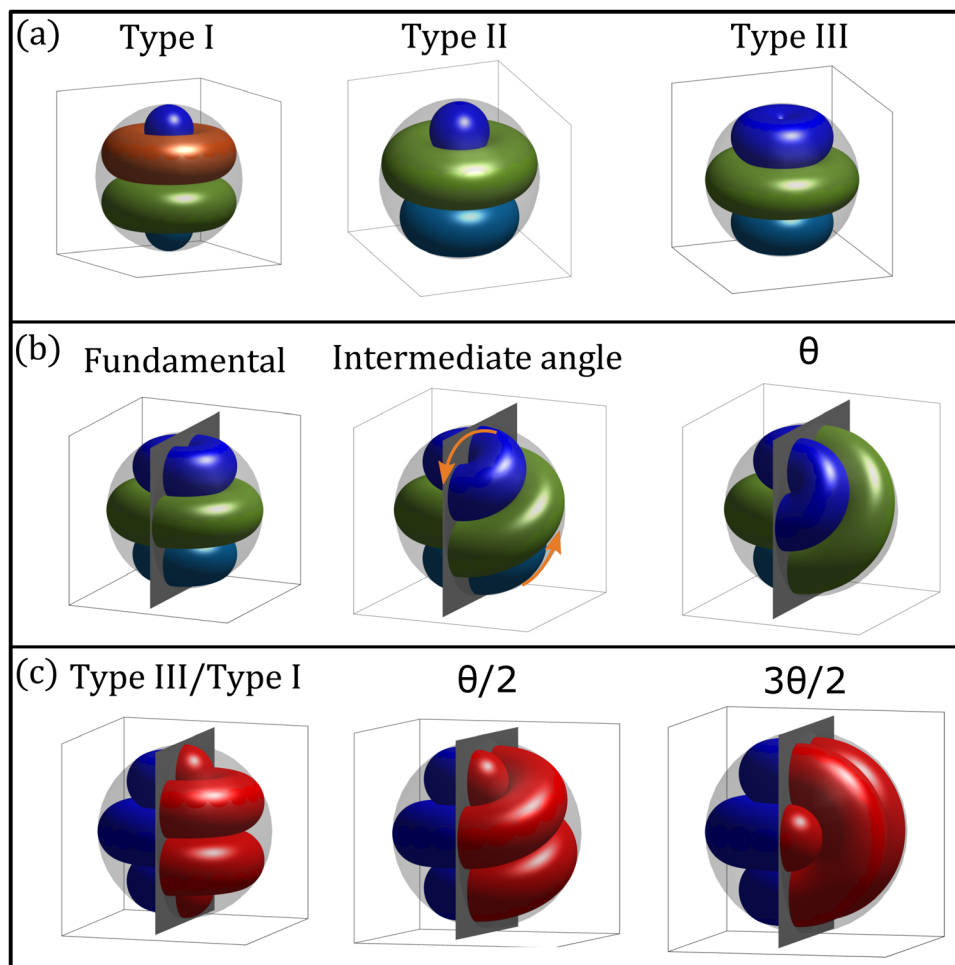 (a) Type I Type II Type III
(b) Fundamental Intermediate angle θ
(c) Type III/Type I θ/2 3θ/2